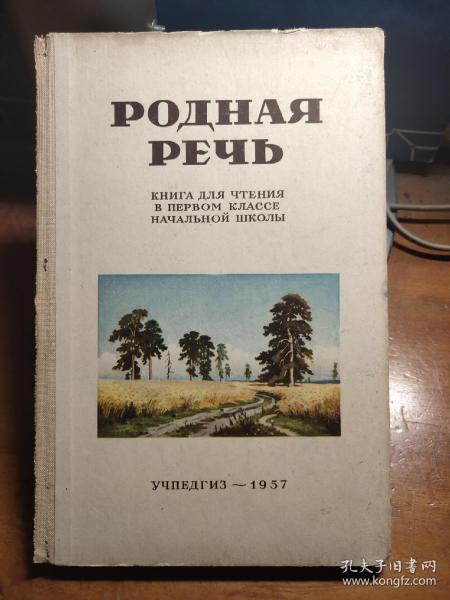 РОДНАЯ
РЕЧЬ
КНИГА ДЛЯ ЧТЕНИЯ
В ПЕРВОМ КЛАССЕ
НАЧАЛЬНОЙ ШКОЛЫ
УЧПЕДГИЗ ~ 1957
孔夫子旧书网
www.kongfz.com